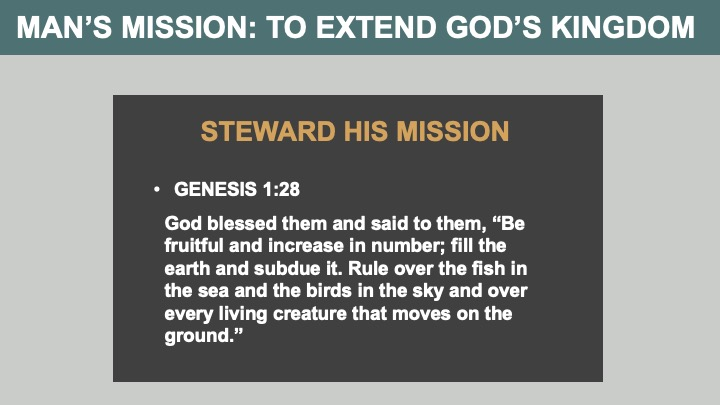 MAN’S MISSION: TO EXTEND GOD’S KINGDOM
STEWARD HIS MISSION
• GENESIS 1:28
God blessed them and said to them, “Be
fruitful and increase in number; fill the
earth and subdue it. Rule over the fish in
the sea and the birds in the sky and over
every living creature that moves on the
ground.”